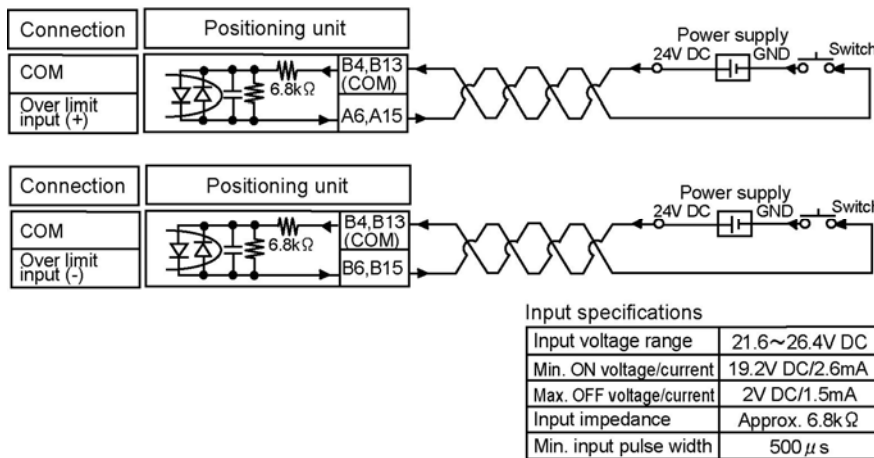 Connection Positioning unit
Power supply
24V DC GND Switch
COM
6.8kΩ
B4,B13
(COM)
Over limit
input (+)
A6,A15
Connection Positioning unit
Power supply
24V DC GND Switch
COM
6.8kΩ
B4,B13
(COM)
Over limit
input (-)
B6,B15
Input specifications
Input voltage range 21.6～26.4V DC
Min. ON voltage/current 19.2V DC/2.6mA
Max. OFF voltage/current 2V DC/1.5mA
Input impedance Approx. 6.8kΩ
Min. input pulse width 500μs